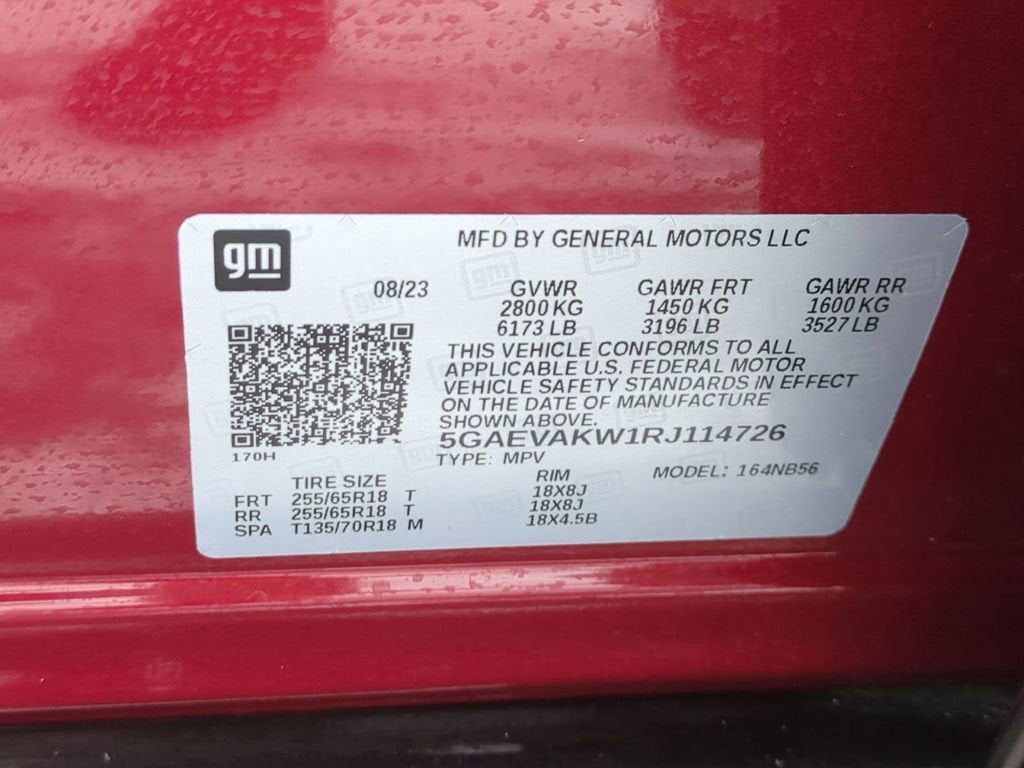 gm
MFD BY GENERAL MOTORS LLC
08/23 GVWR GAWR FRT GAWR RR
2800 KG 1450 KG 1600 KG
6173 LB 3196 LB 3527 LB
THIS VEHICLE CONFORMS TO ALL
APPLICABLE U.S. FEDERAL MOTOR
VEHICLE SAFETY STANDARDS IN EFFECT
ON THE DATE OF MANUFACTURE
SHOWN ABOVE.
5GAEVAKW1RJ114726
170H
TYPE: MPV MODEL: 164NB56
TIRE SIZE RIM
FRT 255/65R18 T 18X8J
RR 255/65R18 T 18X8J
SPA T135/70R18 M 18X4.5B